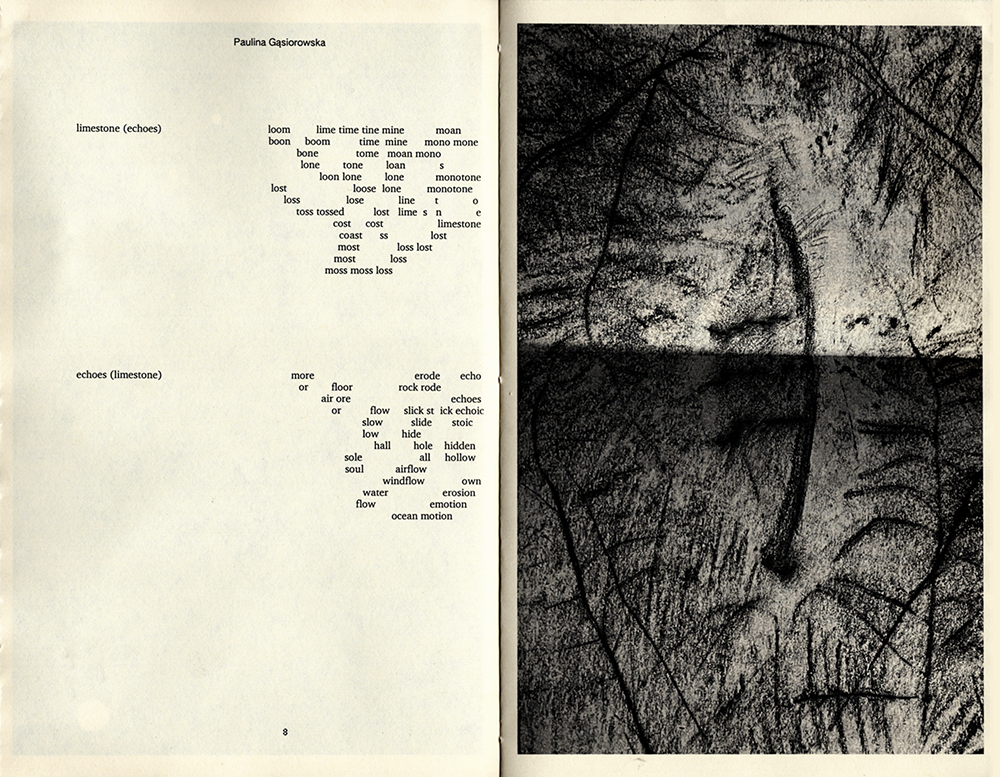 Paulina Gąsiorowska
limestone (echoes)
loom lime time tine mine moan
boon boom time mine mono mone
bone tome moan mono
lone tone loan s
loon lone lone monotone
lost loose lone monotone
loss lose line t o
toss tossed lost lime s n e
cost cost limestone
coast ss lost
most loss lost
most loss
moss moss loss
echoes (limestone)
more erode echo
or floor rock rode
air ore echoes
or flow slick st ick echoic
slow slide stoic
low hide
hall hole hidden
sole all hollow
soul airflow
windflow own
water erosion
flow emotion
ocean motion
8